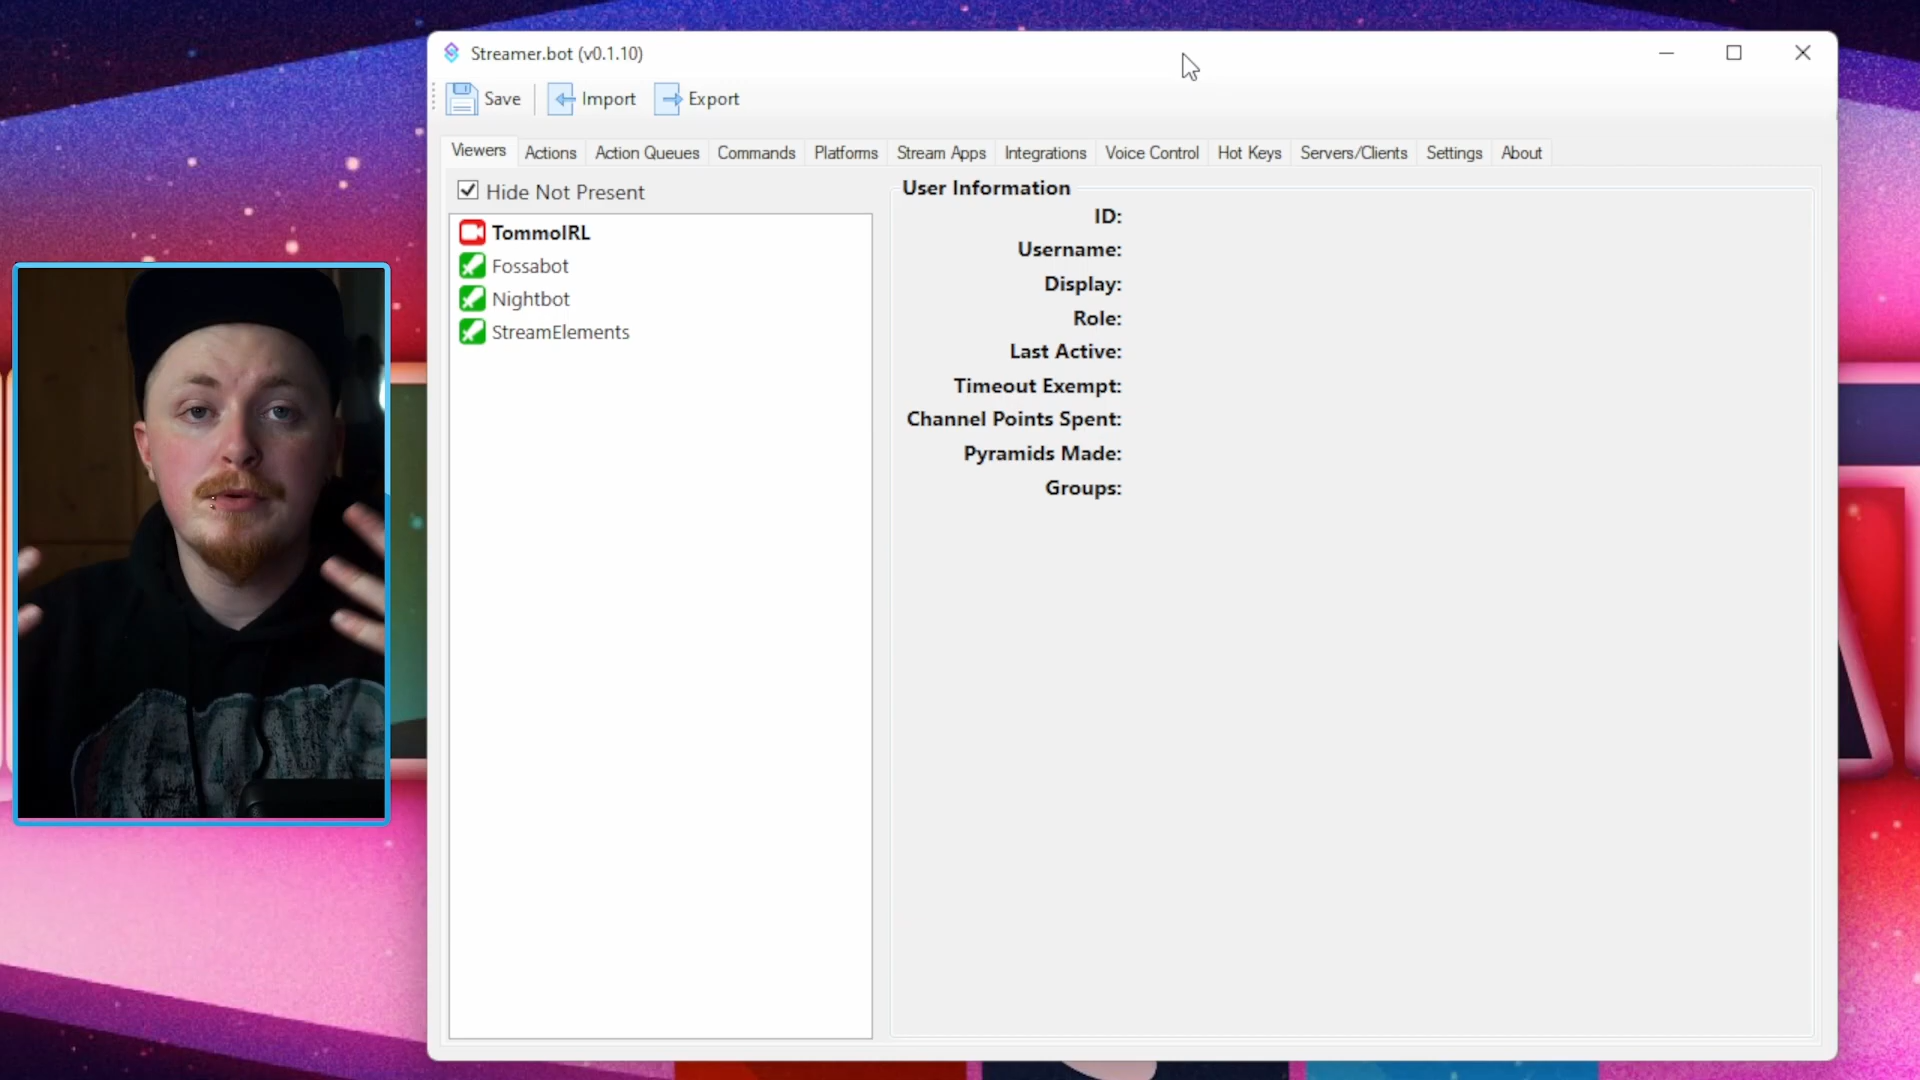 Streamer.bot (v0.1.10)
Save
Import
Export
Viewers
Actions
Action Queues
Commands
Platforms
Stream Apps
Integrations
Voice Control
Hot Keys
Servers/Clients
Settings
About
Hide Not Present
TommoIRL
Fossabot
Nightbot
StreamElements
User Information
ID:
Username:
Display:
Role:
Last Active:
Timeout Exempt:
Channel Points Spent:
Pyramids Made:
Groups: